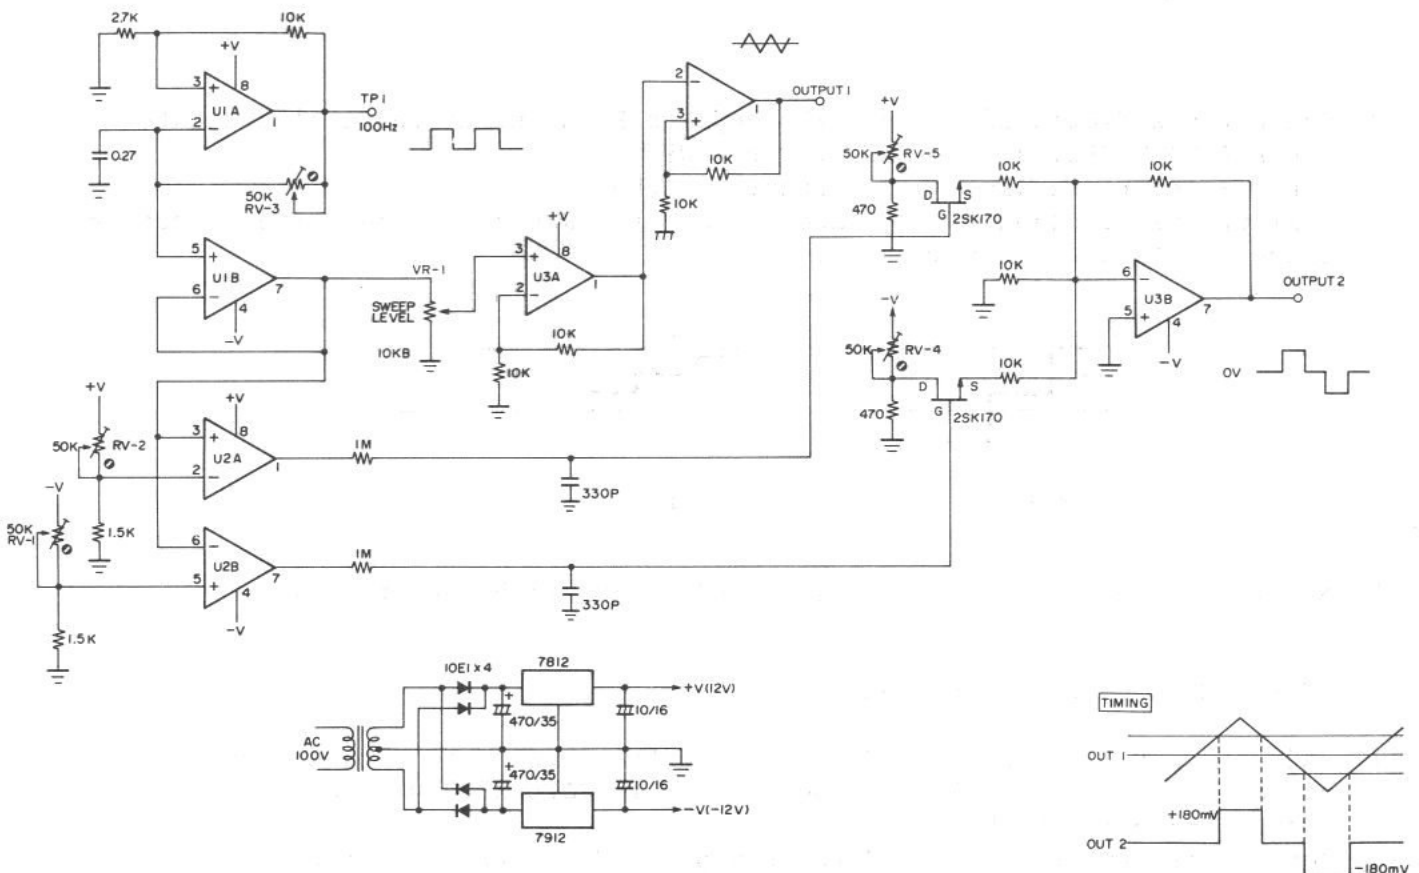 2.7K
10K
+V
3
+
8
U1A
2
−
1
TP1
100Hz
0.27
50K
RV-3
5
+
U1B
6
−
7
4
-V
VR-1
SWEEP
LEVEL
10KB
+V
3
+
8
U3A
2
−
1
10K
10K
2
−
3
+
1
OUTPUT1
10K
10K
+V
50K
RV-5
470
D
S
G
2SK170
10K
10K
10K
6
−
U3B
5
+
7
4
-V
OUTPUT2
-V
50K
RV-4
470
D
S
G
2SK170
10K
0V
+V
50K
RV-2
1.5K
+V
3
+
8
U2A
2
−
1
1M
330P
-V
50K
RV-1
1.5K
6
−
U2B
5
+
7
4
-V
1M
330P
AC
100V
10E1 x 4
7812
+
470/35
10/16
+V(12V)
+
470/35
10/16
-V(-12V)
7912
TIMING
OUT 1
+180mV
OUT 2
-180mV